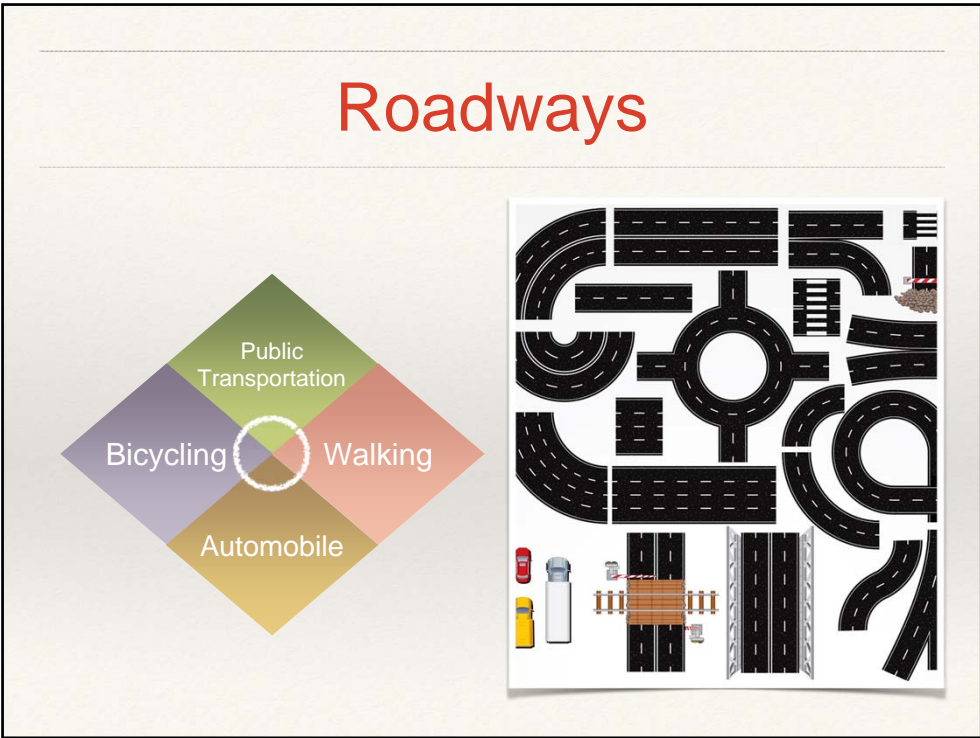 Roadways
Public
Transportation
Bicycling
Walking
Automobile